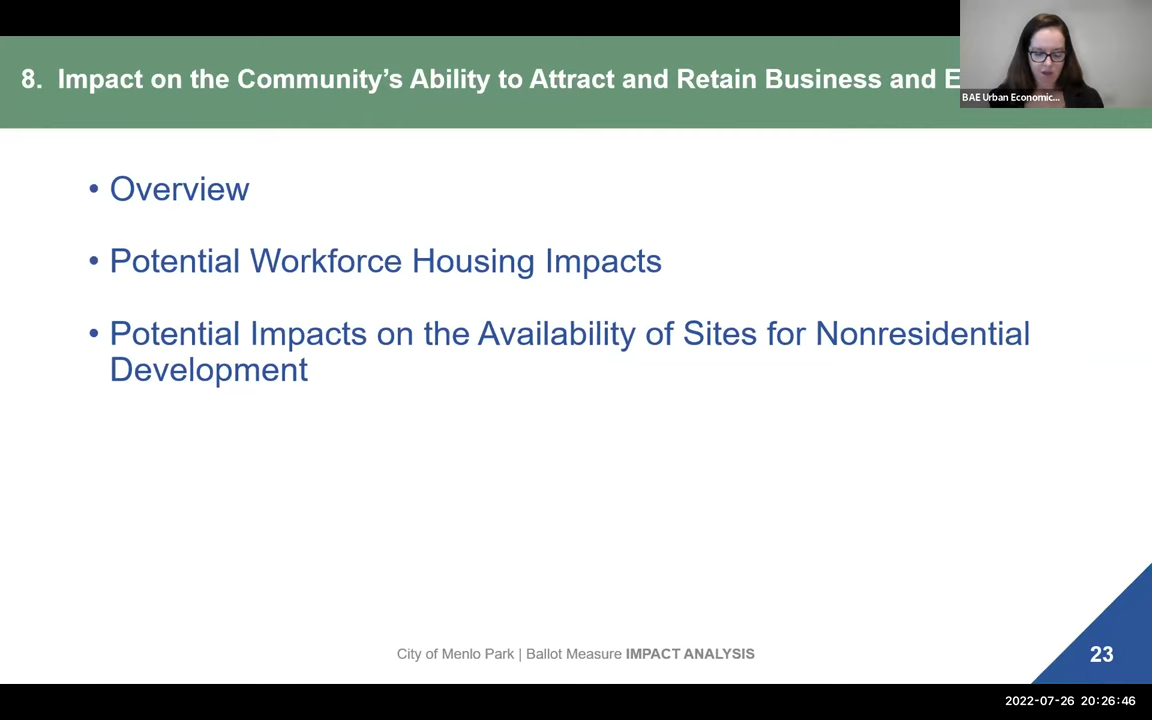 8. Impact on the Community's Ability to Attract and Retain Business and E
BAE Urban Economic...
• Overview
• Potential Workforce Housing Impacts
• Potential Impacts on the Availability of Sites for Nonresidential
Development
City of Menlo Park | Ballot Measure IMPACT ANALYSIS
23
2022-07-26 20:26:46